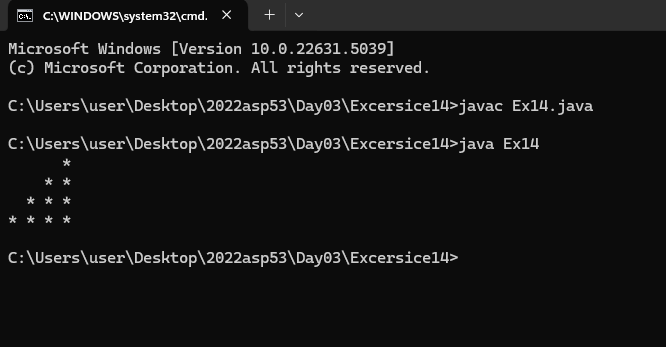 C:\WINDOWS\system32\cmd.
Microsoft Windows [Version 10.0.22631.5039]
(c) Microsoft Corporation. All rights reserved.
C:\Users\user\Desktop\2022asp53\Day03\Excersice14>javac Ex14.java
C:\Users\user\Desktop\2022asp53\Day03\Excersice14>java Ex14
      *
    * *
  * * *
* * * *
C:\Users\user\Desktop\2022asp53\Day03\Excersice14>